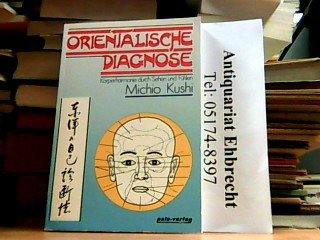 ORIENTALISCHE
DIAGNOSE
Körperharmonie durch Sehen und Fühlen
Michio Kushi
pala-verlag
Antiquariat Ehbrecht
Tel: 05174-8397